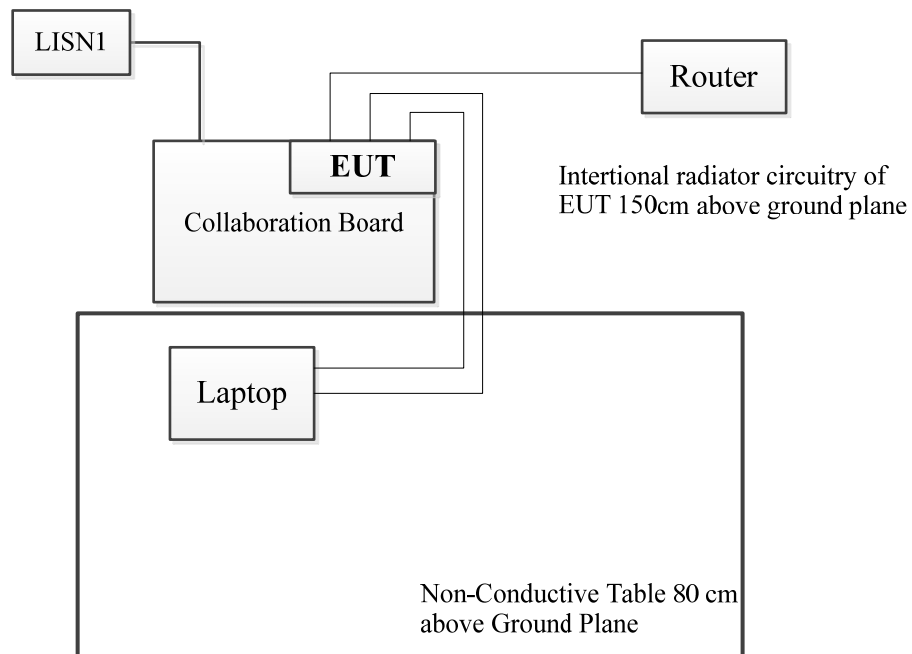 LISN1
Router
EUT
Collaboration Board
Intertional radiator circuitry of
EUT 150cm above ground plane
Laptop
Non-Conductive Table 80 cm
above Ground Plane